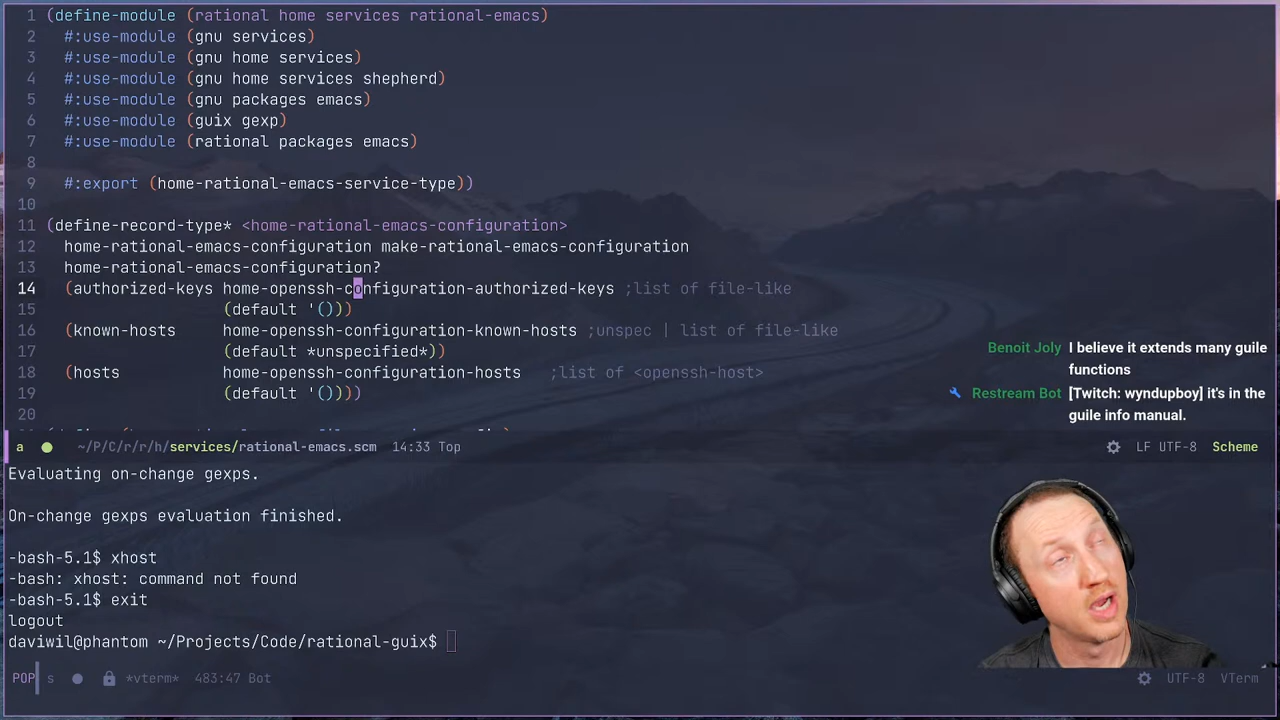 1 (define-module (rational home services rational-emacs)
2 #:use-module (gnu services)
3 #:use-module (gnu home services)
4 #:use-module (gnu home services shepherd)
5 #:use-module (gnu packages emacs)
6 #:use-module (guix gexp)
7 #:use-module (rational packages emacs)
8
9 #:export (home-rational-emacs-service-type))
10
11 (define-record-type* <home-rational-emacs-configuration>
12 home-rational-emacs-configuration make-rational-emacs-configuration
13 home-rational-emacs-configuration?
14 (authorized-keys home-openssh-configuration-authorized-keys ;list of file-like
15 (default '()))
16 (known-hosts home-openssh-configuration-known-hosts ;unspec | list of file-like
17 (default *unspecified*))
18 (hosts home-openssh-configuration-hosts ;list of <openssh-host>
19 (default '())))
20
Benoit Joly I believe it extends many guile
functions
Restream Bot [Twitch: wyndupboy] it's in the
guile info manual.
a ~/P/C/r/r/h/services/rational-emacs.scm 14:33 Top LF UTF-8 Scheme
Evaluating on-change gexps.
On-change gexps evaluation finished.
-bash-5.1$ xhost
-bash: xhost: command not found
-bash-5.1$ exit
logout
daviwil@phantom ~/Projects/Code/rational-guix$
POP s *vterm* 483:47 Bot UTF-8 VTerm